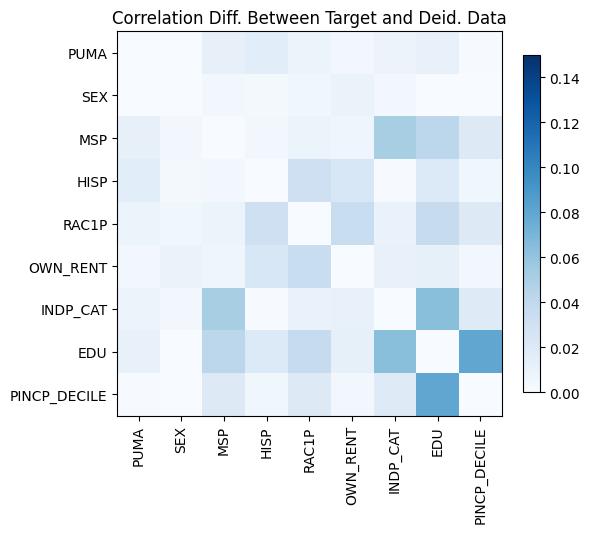 Correlation Diff. Between Target and Deid. Data
PUMA
SEX
MSP
HISP
RAC1P
OWN_RENT
INDP_CAT
EDU
PINCP_DECILE
PUMA
SEX
MSP
HISP
RAC1P
OWN_RENT
INDP_CAT
EDU
PINCP_DECILE
0.14
0.12
0.10
0.08
0.06
0.04
0.02
0.00